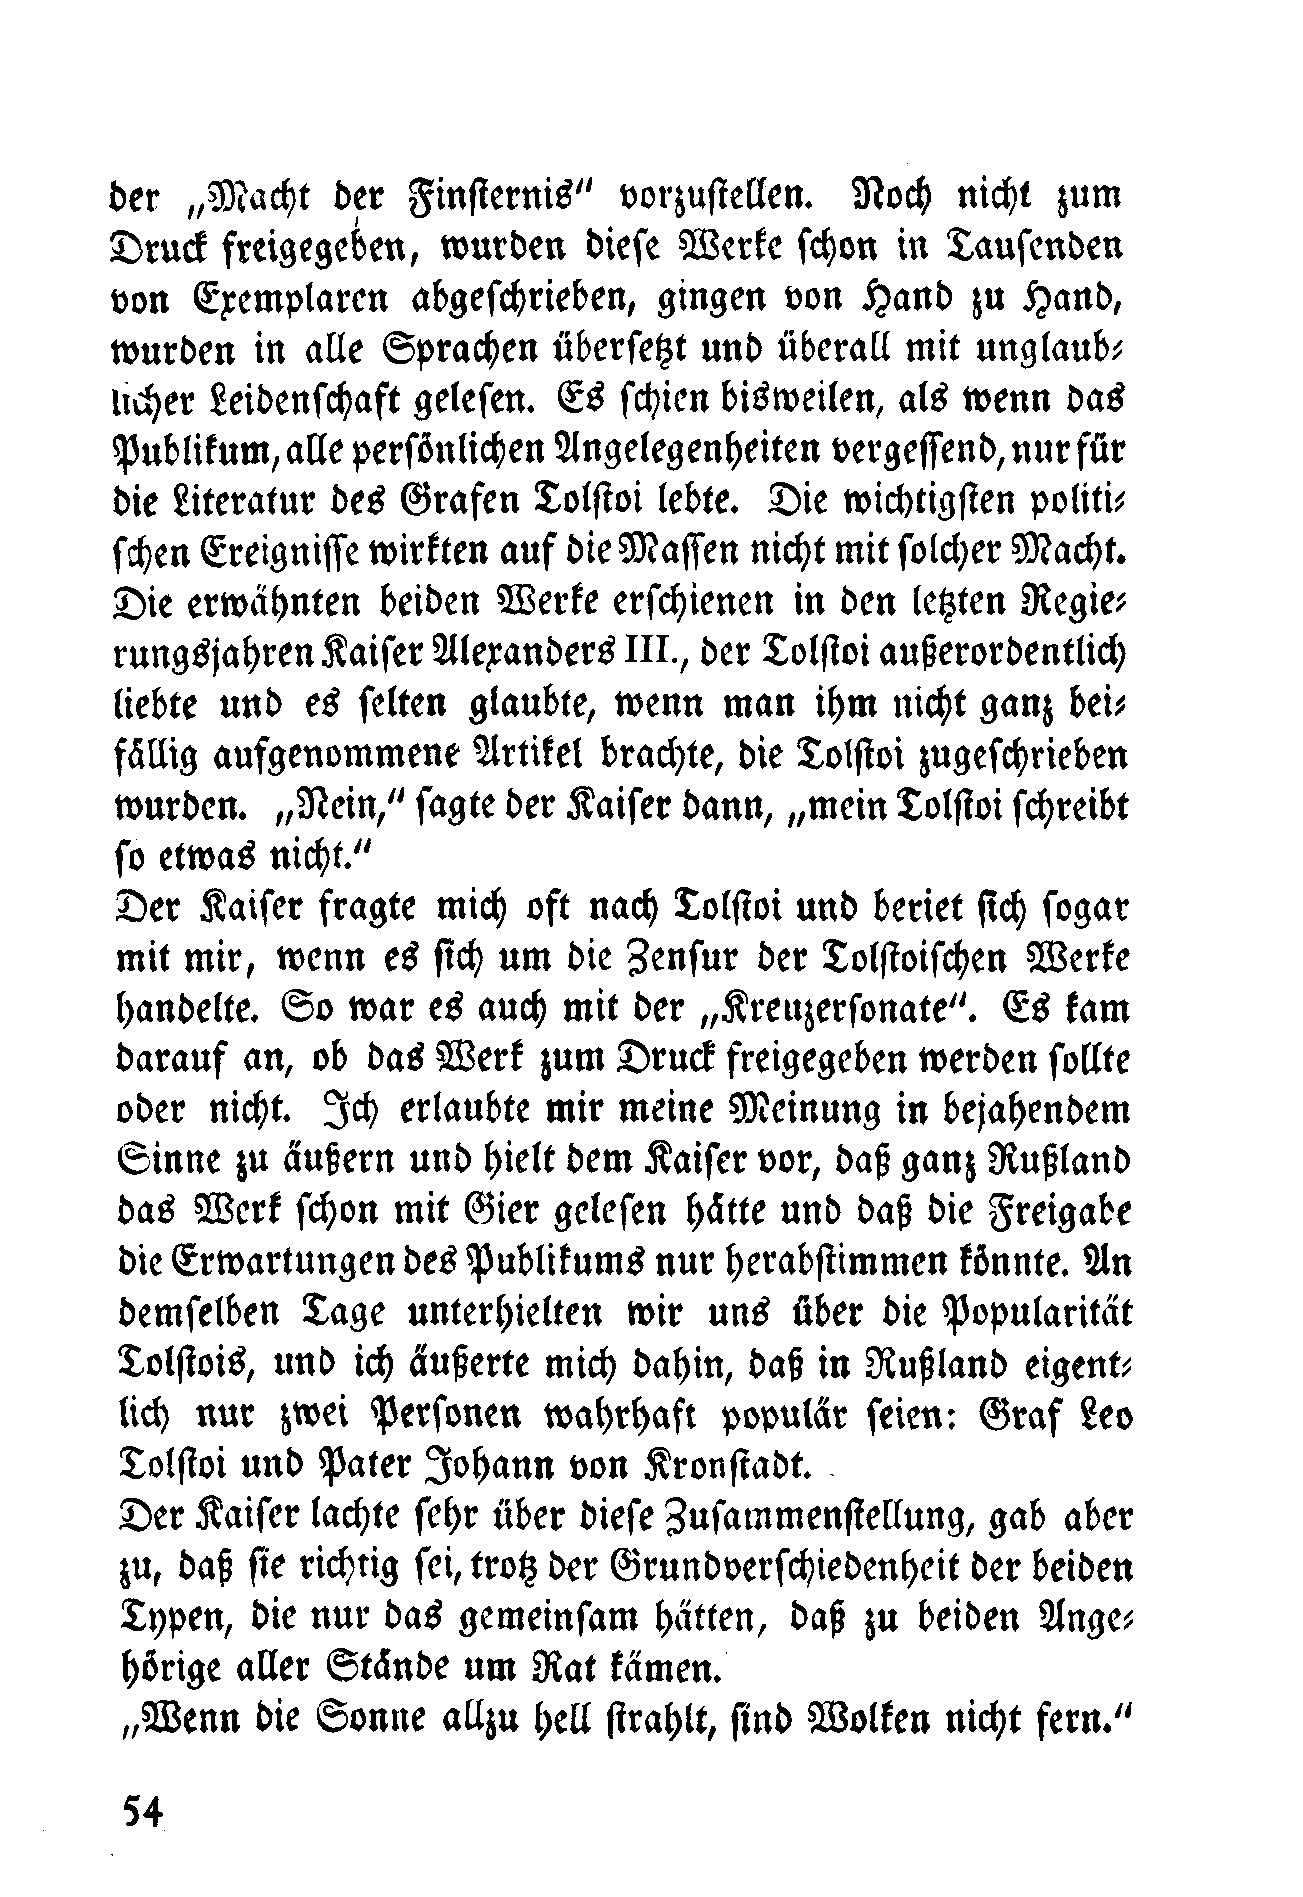 der „Macht der Finsternis“ vorzustellen. Noch nicht zum
Druck freigegeben, wurden diese Werke schon in Tausenden
von Exemplaren abgeschrieben, gingen von Hand zu Hand,
wurden in alle Sprachen übersetzt und überall mit unglaub-
licher Leidenschaft gelesen. Es schien bisweilen, als wenn das
Publikum, alle persönlichen Angelegenheiten vergessend, nur für
die Literatur des Grafen Tolstoi lebte. Die wichtigsten politi-
schen Ereignisse wirkten auf die Massen nicht mit solcher Macht.
Die erwähnten beiden Werke erschienen in den letzten Regie-
rungsjahren Kaiser Alexanders III., der Tolstoi außerordentlich
liebte und es selten glaubte, wenn man ihm nicht ganz bei-
fällig aufgenommene Artikel brachte, die Tolstoi zugeschrieben
wurden. „Nein,“ sagte der Kaiser dann, „mein Tolstoi schreibt
so etwas nicht.“
Der Kaiser fragte mich oft nach Tolstoi und beriet sich sogar
mit mir, wenn es sich um die Zensur der Tolstoischen Werke
handelte. So war es auch mit der „Kreuzersonate“. Es kam
darauf an, ob das Werk zum Druck freigegeben werden sollte
oder nicht. Ich erlaubte mir meine Meinung in bejahendem
Sinne zu äußern und hielt dem Kaiser vor, daß ganz Rußland
das Werk schon mit Gier gelesen hätte und daß die Freigabe
die Erwartungen des Publikums nur herabstimmen könnte. An
demselben Tage unterhielten wir uns über die Popularität
Tolstois, und ich äußerte mich dahin, daß in Rußland eigent-
lich nur zwei Personen wahrhaft populär seien: Graf Leo
Tolstoi und Pater Johann von Kronstadt.
Der Kaiser lachte sehr über diese Zusammenstellung, gab aber
zu, daß sie richtig sei, trotz der Grundverschiedenheit der beiden
Typen, die nur das gemeinsam hätten, daß zu beiden Ange-
hörige aller Stände um Rat kämen.
„Wenn die Sonne allzu hell strahlt, sind Wolken nicht fern.“
54